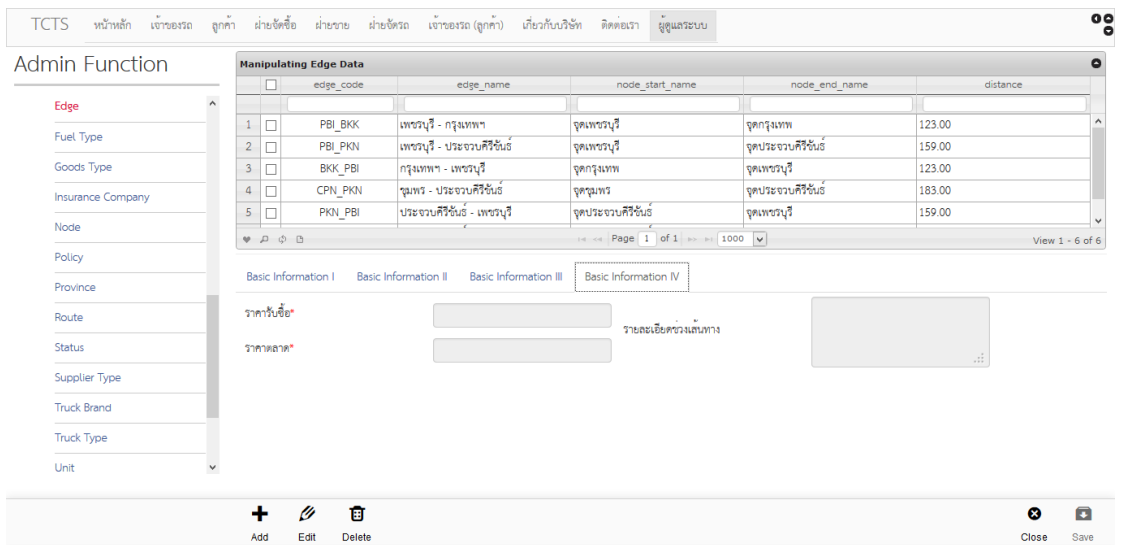 TCTS หน้าหลัก เจ้าของรถ ลูกค้า ฝ่ายจัดซื้อ ฝ่ายขาย ฝ่ายจัดรถ เจ้าของรถ (ลูกค้า) เกี่ยวกับบริษัท ติดต่อเรา ผู้ดูแลระบบ
Admin Function
Edge
Fuel Type
Goods Type
Insurance Company
Node
Policy
Province
Route
Status
Supplier Type
Truck Brand
Truck Type
Unit
Manipulating Edge Data
edge_code edge_name node_start_name node_end_name distance
1 PBI_BKK เพชรบุรี - กรุงเทพฯ จุดเพชรบุรี จุดกรุงเทพ 123.00
2 PBI_PKN เพชรบุรี - ประจวบคีรีขันธ์ จุดเพชรบุรี จุดประจวบคีรีขันธ์ 159.00
3 BKK_PBI กรุงเทพฯ - เพชรบุรี จุดกรุงเทพ จุดเพชรบุรี 123.00
4 CPN_PKN ชุมพร - ประจวบคีรีขันธ์ จุดชุมพร จุดประจวบคีรีขันธ์ 183.00
5 PKN_PBI ประจวบคีรีขันธ์ - เพชรบุรี จุดประจวบคีรีขันธ์ จุดเพชรบุรี 159.00
Page 1 of 1 1000 View 1 - 6 of 6
Basic Information I Basic Information II Basic Information III Basic Information IV
ราคารับซื้อ*
รายละเอียดช่วงเส้นทาง
ราคาตลาด*
Add Edit Delete Close Save